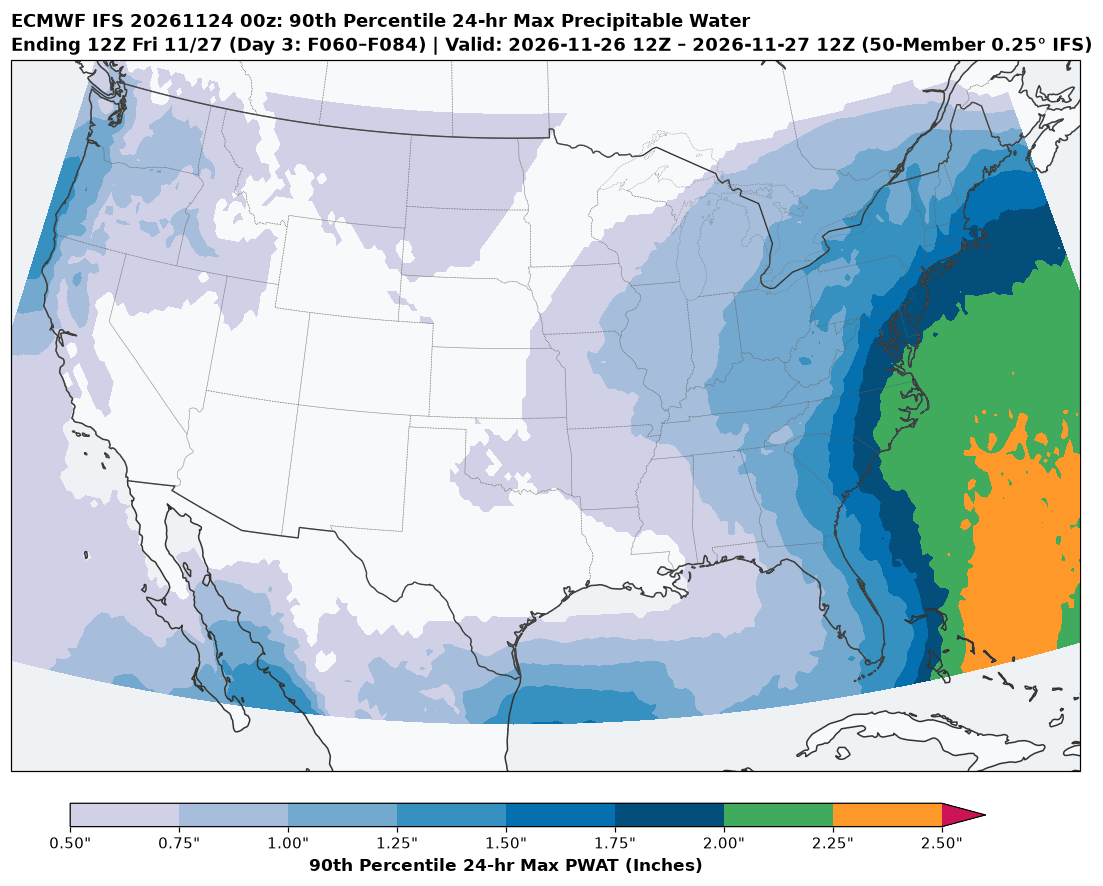 ECMWF IFS 20261124 00z: 90th Percentile 24-hr Max Precipitable Water
Ending 12Z Fri 11/27 (Day 3: F060–F084) | Valid: 2026-11-26 12Z – 2026-11-27 12Z (50-Member 0.25° IFS)
0.50" 0.75" 1.00" 1.25" 1.50" 1.75" 2.00" 2.25" 2.50"
90th Percentile 24-hr Max PWAT (Inches)